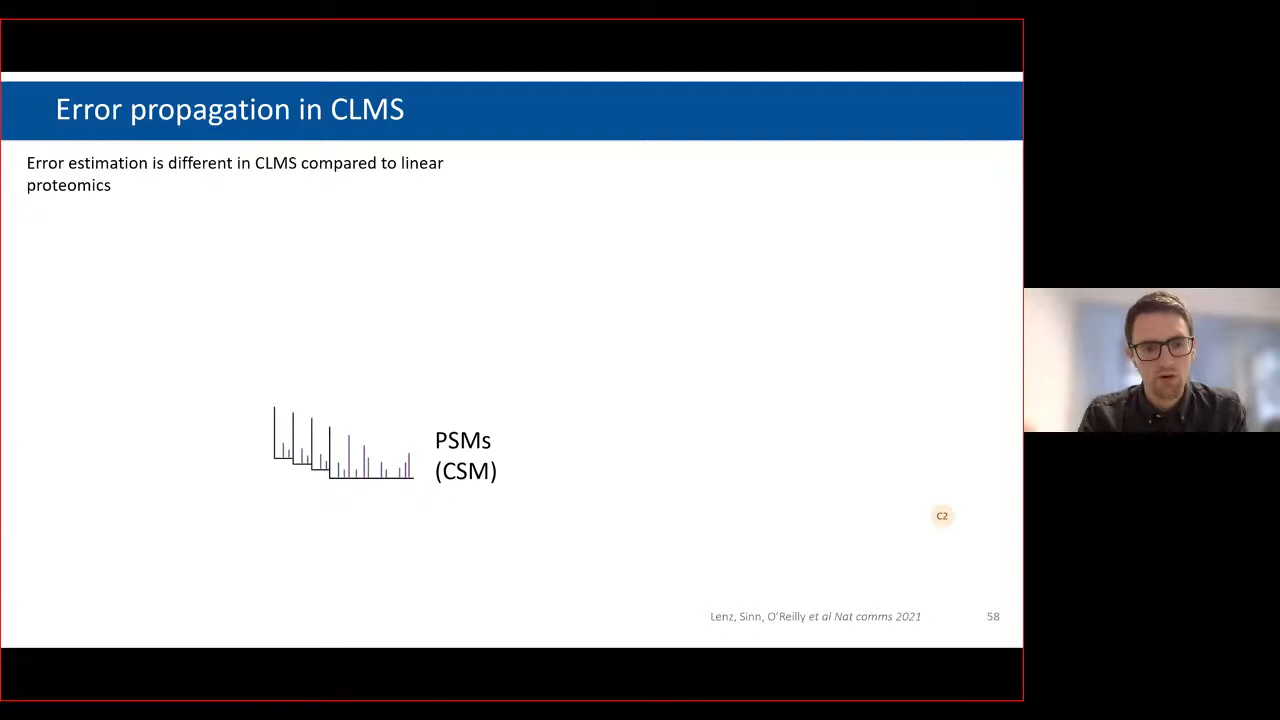 Error propagation in CLMS
Error estimation is different in CLMS compared to linear
proteomics
PSMs
(CSM)
C2
Lenz, Sinn, O'Reilly et al Nat comms 2021
58